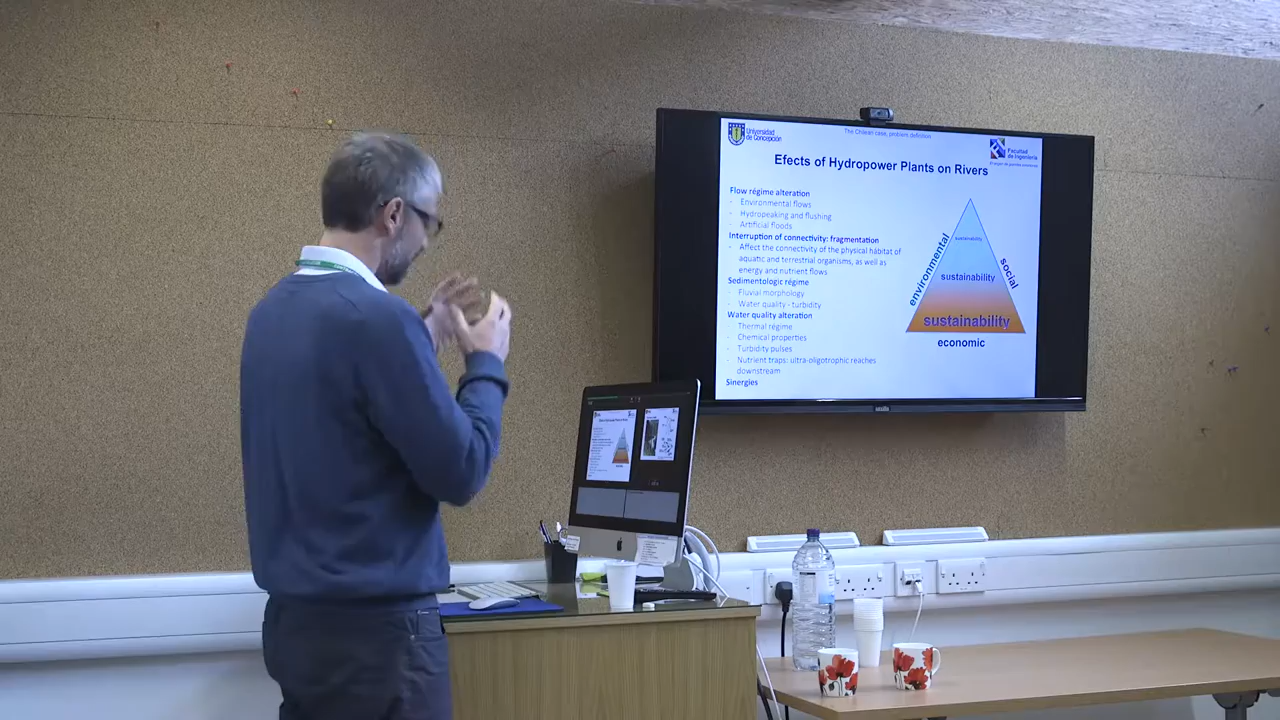 Universidad
de Concepción
The Chilean case, problem definition
Facultad
de Ingeniería
Efects of Hydropower Plants on Rivers
Flow régime alteration
- Environmental flows
- Hydropeaking and flushing
- Artificial floods
Interruption of connectivity: fragmentation
- Affect the connectivity of the physical hábitat of
aquatic and terrestrial organisms, as well as
energy and nutrient flows
Sedimentologic régime
- Fluvial morphology
- Water quality - turbidity
Water quality alteration
- Thermal régime
- Chemical properties
- Turbidity pulses
- Nutrient traps: ultra-oligotrophic reaches
downstream
Sinergies
sustainability
sustainability
sustainability
environmental
social
economic